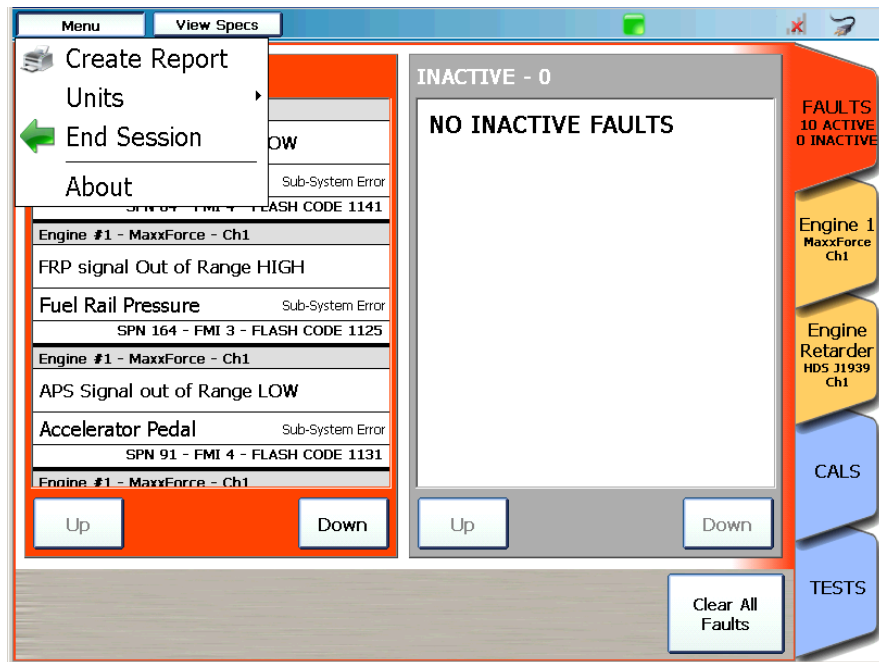 Menu
View Specs
Create Report
Units
End Session
About
OW
Sub-System Error
FLASH CODE 1141
Engine #1 - MaxxForce - Ch1
FRP signal Out of Range HIGH
Fuel Rail Pressure Sub-System Error
SPN 164 - FMI 3 - FLASH CODE 1125
Engine #1 - MaxxForce - Ch1
APS Signal out of Range LOW
Accelerator Pedal Sub-System Error
SPN 91 - FMI 4 - FLASH CODE 1131
Engine #1 - MaxxForce - Ch1
Up
Down
INACTIVE - 0
NO INACTIVE FAULTS
Up
Down
Clear All
Faults
FAULTS
10 ACTIVE
0 INACTIVE
Engine 1
MaxxForce
Ch1
Engine
Retarder
HDS J1939
Ch1
CALS
TESTS